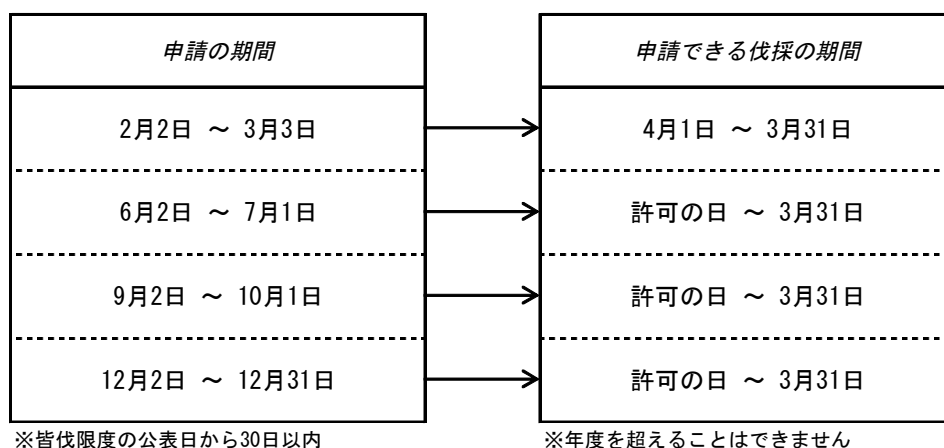 申請の期間 申請できる伐採の期間
2月2日 ～ 3月3日 4月1日 ～ 3月31日
6月2日 ～ 7月1日 許可の日 ～ 3月31日
9月2日 ～ 10月1日 許可の日 ～ 3月31日
12月2日 ～ 12月31日 許可の日 ～ 3月31日
※皆伐限度の公表日から30日以内 ※年度を超えることはできません